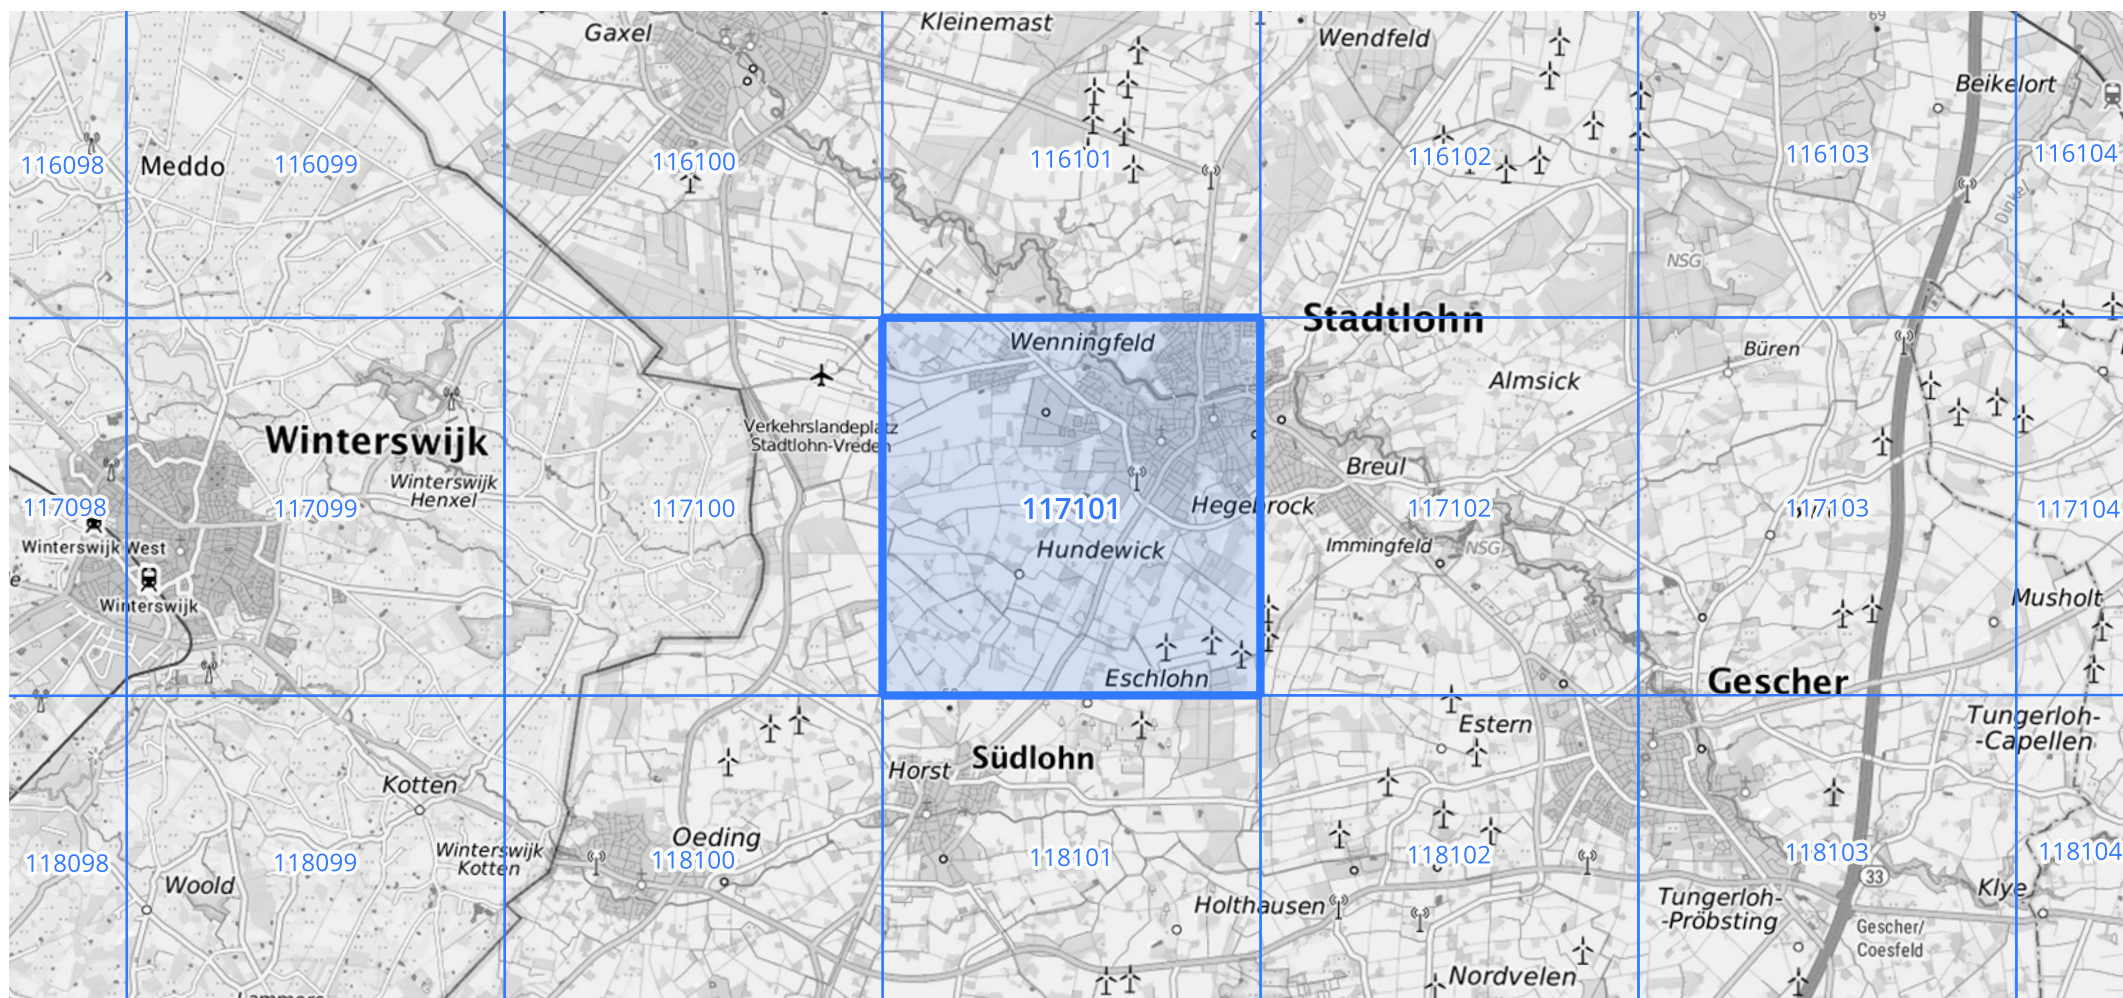 Gaxel
Kleinemast
Wendfeld
69
Beikelort
116098
Meddo
116099
116100
116101
116102
116103
116104
Dinkel
NSG
Stadtlohn
Wenningfeld
Büren
Almsick
Verkehrslandeplatz
Stadtlohn-Vreden
Winterswijk
Winterswijk
Henxel
Breul
117098
117099
117100
117101
Hegebrock
117102
117103
117104
Winterswijk West
Hundewick
Immingfeld
NSG
Winterswijk
Musholt
Eschlohn
Gescher
Estern
Tungerloh-
-Capellen
Horst
Südlohn
Kotten
Oeding
Winterswijk
Kotten
118098
118099
118100
118101
118102
118103
118104
Woold
33
Klye
Holthausen
Tungerloh-
-Pröbsting
Gescher/
Coesfeld
Nordvelen